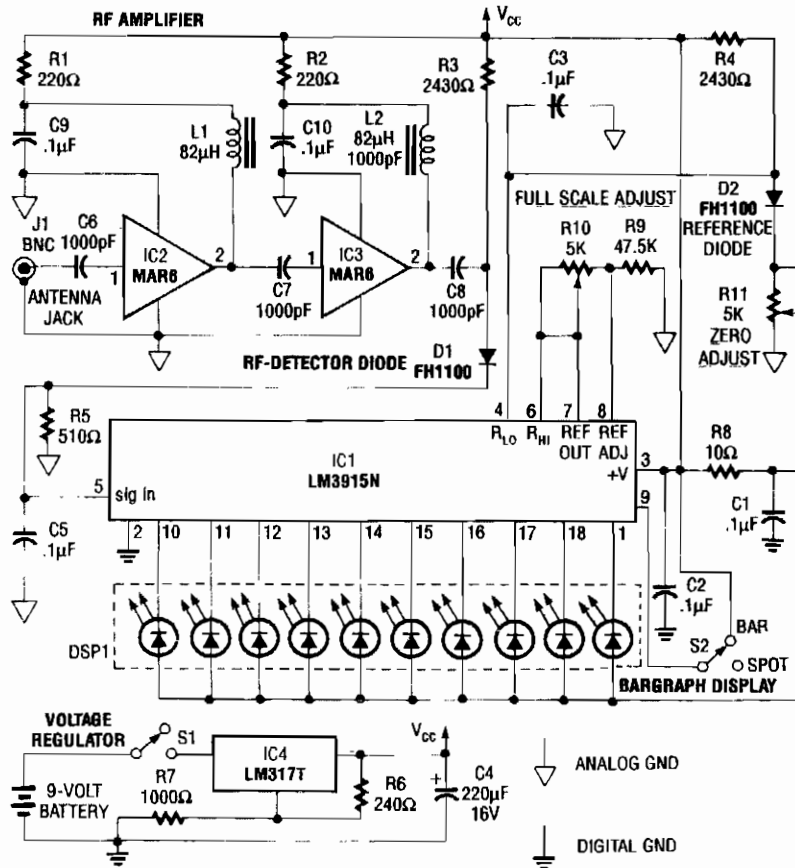 RF AMPLIFIER
VCC
R1
220Ω
R2
220Ω
R3
2430Ω
C3
.1µF
R4
2430Ω
C9
.1µF
L1
82µH
C10
.1µF
L2
82µH
1000pF
D2
FH1100
REFERENCE
DIODE
FULL SCALE ADJUST
J1
BNC
C6
1000pF
1
IC2
MAR6
2
C7
1000pF
1
IC3
MAR6
2
C8
1000pF
R10
5K
R9
47.5K
R11
5K
ZERO
ADJUST
ANTENNA
JACK
RF-DETECTOR DIODE
D1
FH1100
R5
510Ω
4
6
7
8
RLO
RHI
REF
OUT
REF
ADJ
+V
3
9
R8
10Ω
IC1
LM3915N
5
sig in
C5
.1µF
C1
.1µF
2
10
11
12
13
14
15
16
17
18
1
C2
.1µF
DSP1
BAR
S2
SPOT
BARGRAPH DISPLAY
VOLTAGE
REGULATOR
S1
IC4
LM317T
VCC
9-VOLT
BATTERY
R7
1000Ω
R6
240Ω
+
C4
220µF
16V
ANALOG GND
DIGITAL GND